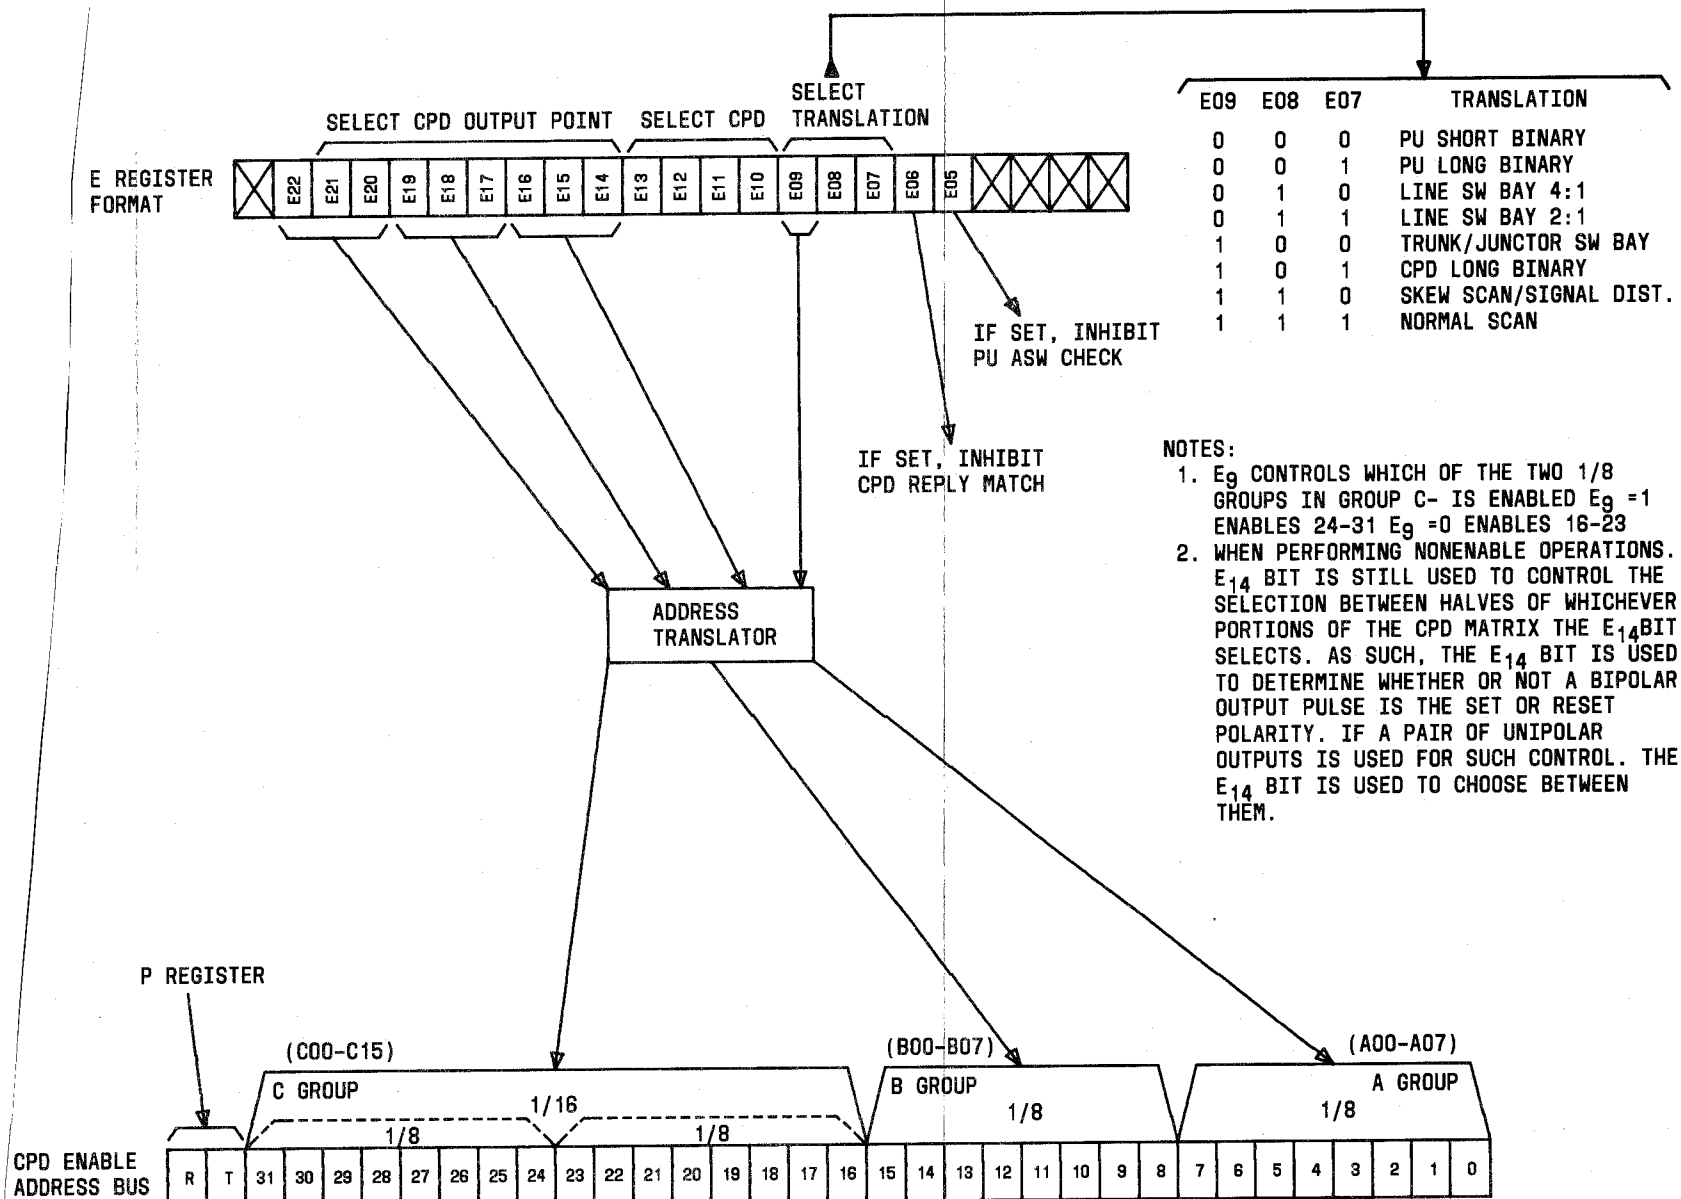 SELECT
TRANSLATION
SELECT CPD OUTPUT POINT
SELECT CPD
E REGISTER
FORMAT
E22 E21 E20 E19 E18 E17 E16 E15 E14 E13 E12 E11 E10 E09 E08 E07 E06 E05
E09 E08 E07 TRANSLATION
0 0 0 PU SHORT BINARY
0 0 1 PU LONG BINARY
0 1 0 LINE SW BAY 4:1
0 1 1 LINE SW BAY 2:1
1 0 0 TRUNK/JUNCTOR SW BAY
1 0 1 CPD LONG BINARY
1 1 0 SKEW SCAN/SIGNAL DIST.
1 1 1 NORMAL SCAN
IF SET, INHIBIT
PU ASW CHECK
IF SET, INHIBIT
CPD REPLY MATCH
NOTES:
1. E9 CONTROLS WHICH OF THE TWO 1/8
GROUPS IN GROUP C- IS ENABLED E9 =1
ENABLES 24-31 E9 =0 ENABLES 16-23
2. WHEN PERFORMING NONENABLE OPERATIONS.
E14 BIT IS STILL USED TO CONTROL THE
SELECTION BETWEEN HALVES OF WHICHEVER
PORTIONS OF THE CPD MATRIX THE E14BIT
SELECTS. AS SUCH, THE E14 BIT IS USED
TO DETERMINE WHETHER OR NOT A BIPOLAR
OUTPUT PULSE IS THE SET OR RESET
POLARITY. IF A PAIR OF UNIPOLAR
OUTPUTS IS USED FOR SUCH CONTROL. THE
E14 BIT IS USED TO CHOOSE BETWEEN
THEM.
ADDRESS
TRANSLATOR
P REGISTER
(C00-C15)
C GROUP
1/16
1/8
1/8
(B00-B07)
B GROUP
1/8
(A00-A07)
A GROUP
1/8
CPD ENABLE
ADDRESS BUS
R T 31 30 29 28 27 26 25 24 23 22 21 20 19 18 17 16 15 14 13 12 11 10 9 8 7 6 5 4 3 2 1 0